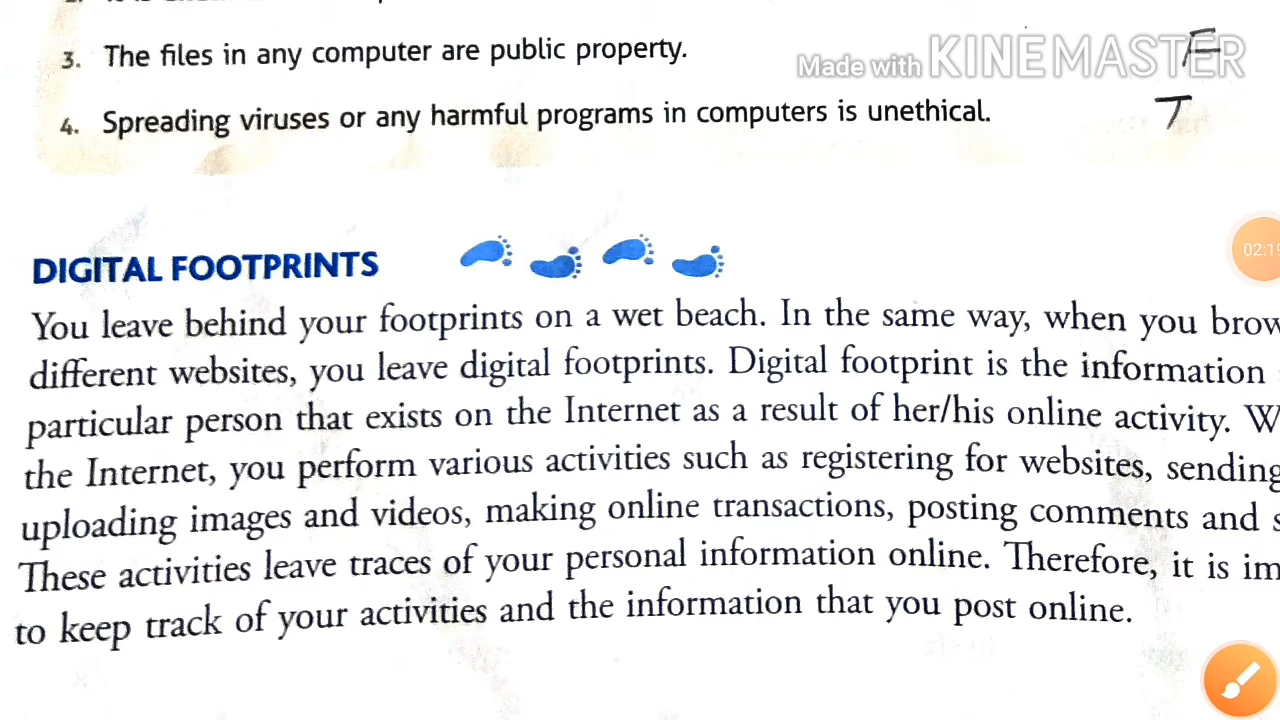 3. The files in any computer are public property. F
Made with KINEMASTER
4. Spreading viruses or any harmful programs in computers is unethical. T
02:19
DIGITAL FOOTPRINTS
You leave behind your footprints on a wet beach. In the same way, when you brow
different websites, you leave digital footprints. Digital footprint is the information
particular person that exists on the Internet as a result of her/his online activity. W
the Internet, you perform various activities such as registering for websites, sending
uploading images and videos, making online transactions, posting comments and s
These activities leave traces of your personal information online. Therefore, it is im
to keep track of your activities and the information that you post online.